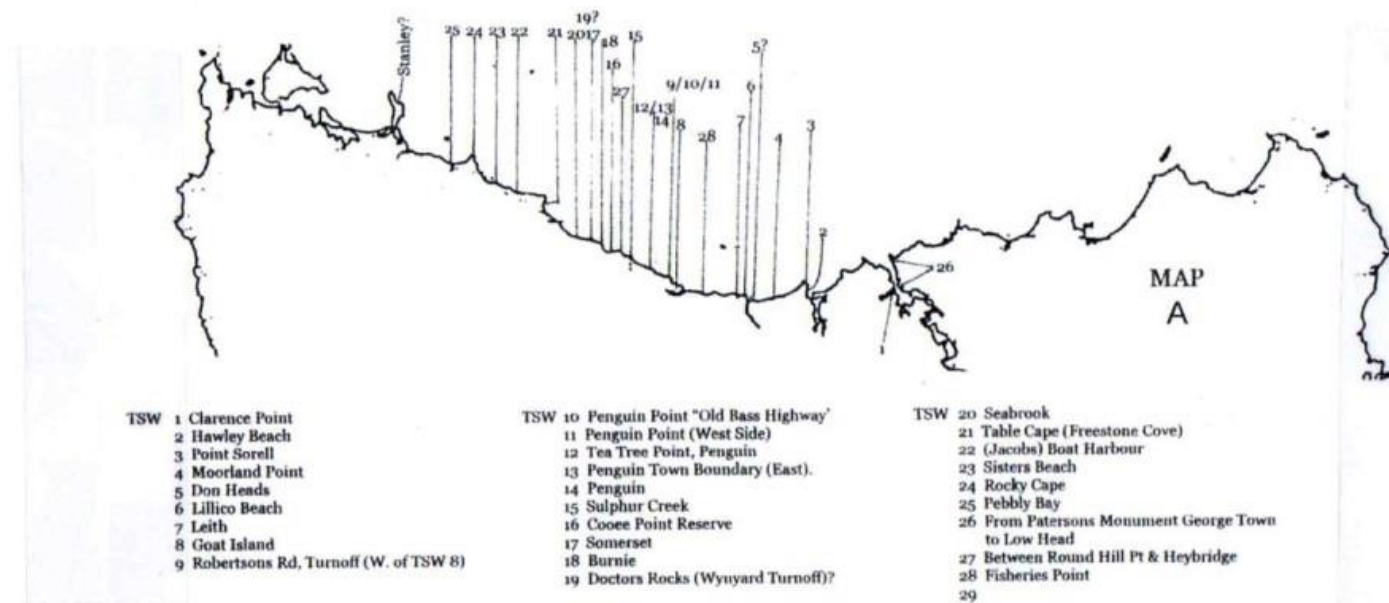 19?
25 24 23 22 21 20 17 18 15
Stanley?
16
5?
27
9/10/11
6
12/13
14 8 28 7 4 3
2
26
1
MAP
A
TSW 1 Clarence Point
2 Hawley Beach
3 Point Sorell
4 Moorland Point
5 Don Heads
6 Lillico Beach
7 Leith
8 Goat Island
9 Robertsons Rd, Turnoff (W. of TSW 8)
TSW 10 Penguin Point "Old Bass Highway'
11 Penguin Point (West Side)
12 Tea Tree Point, Penguin
13 Penguin Town Boundary (East).
14 Penguin
15 Sulphur Creek
16 Cooee Point Reserve
17 Somerset
18 Burnie
19 Doctors Rocks (Wynyard Turnoff)?
TSW 20 Seabrook
21 Table Cape (Freestone Cove)
22 (Jacobs) Boat Harbour
23 Sisters Beach
24 Rocky Cape
25 Pebbly Bay
26 From Patersons Monument George Town
to Low Head
27 Between Round Hill Pt & Heybridge
28 Fisheries Point
29